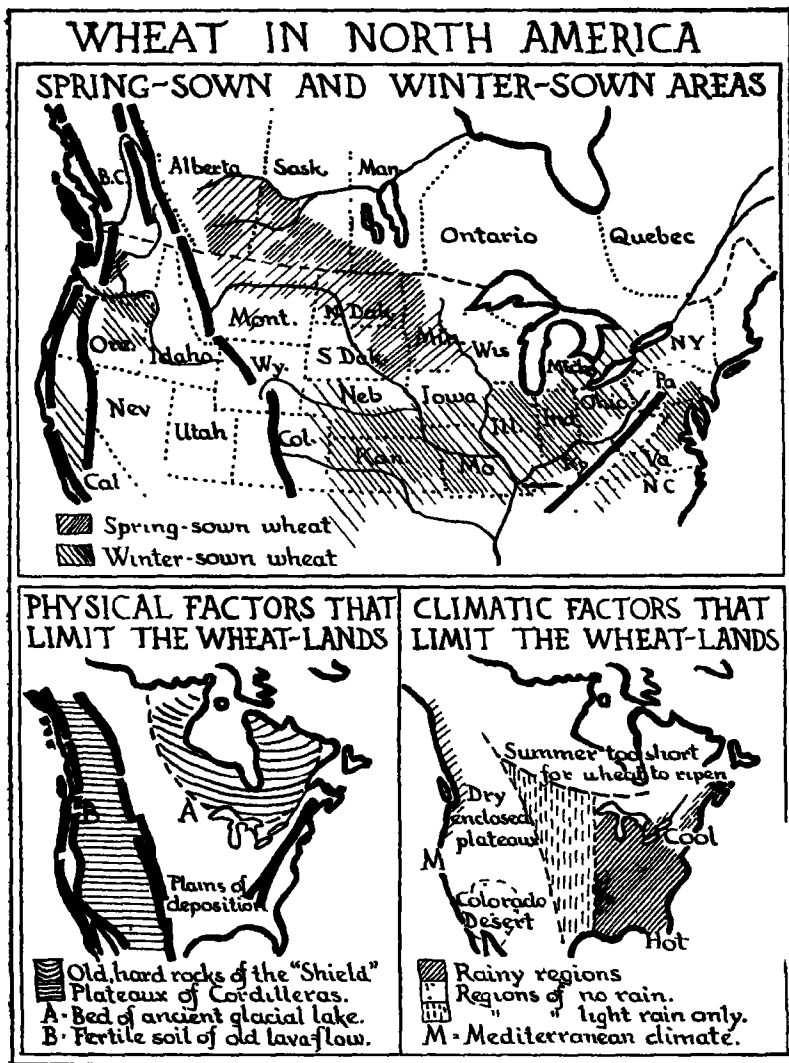 WHEAT IN NORTH AMERICA
SPRING-SOWN AND WINTER-SOWN AREAS
B.C. Alberta Sask. Man.
Ontario Quebec
Mont. N Dak. Min.
Ore. Idaho Wy S Dak. Wis Mich. NY
Nev Neb Iowa Pa
Utah Col. Ill. Ind. Ohio
Kan. Mo Va
Cal NC
Spring-sown wheat
Winter-sown wheat
PHYSICAL FACTORS THAT
LIMIT THE WHEAT-LANDS
B A
Plains of
deposition
Old, hard rocks of the "Shield"
Plateaux of Cordilleras.
A · Bed of ancient glacial lake.
B · Fertile soil of old lava-flow.
CLIMATIC FACTORS THAT
LIMIT THE WHEAT-LANDS
Summer too short
for wheat to ripen
Dry
enclosed
plateaux
Cool
M
Colorado
Desert
Hot
Rainy regions
Regions of no rain.
" " light rain only.
M = Mediterranean climate.